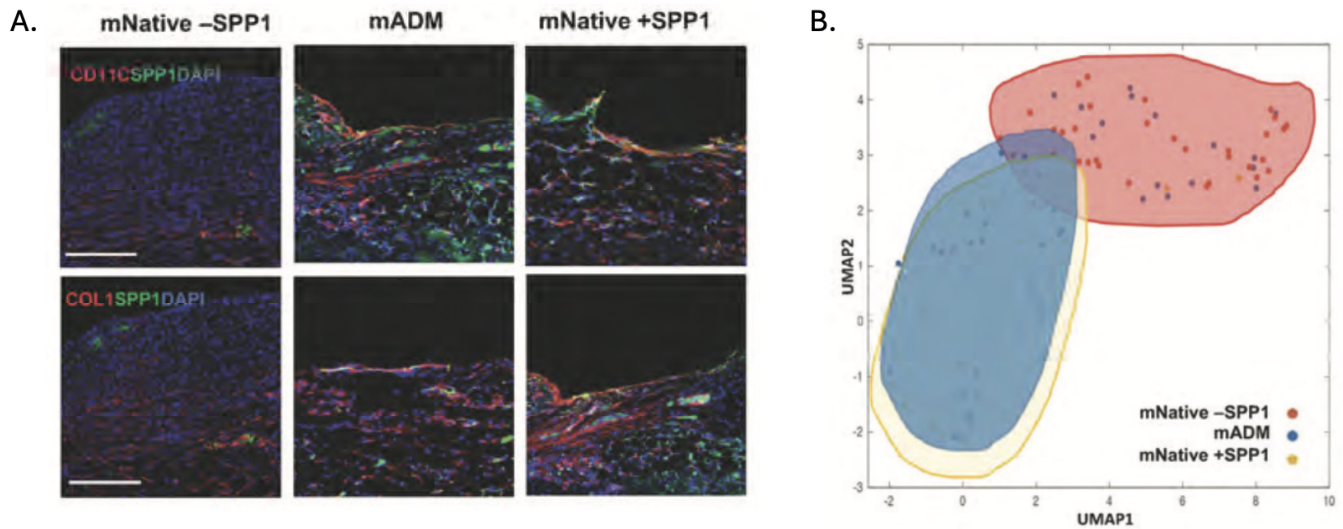 A.
mNative –SPP1
mADM
mNative +SPP1
CD11CSPP1DAPI
COL1SPP1DAPI
B.
5
4
3
2
1
0
-1
-2
-3
UMAP2
mNative –SPP1
mADM
mNative +SPP1
-2
0
2
4
6
8
10
UMAP1